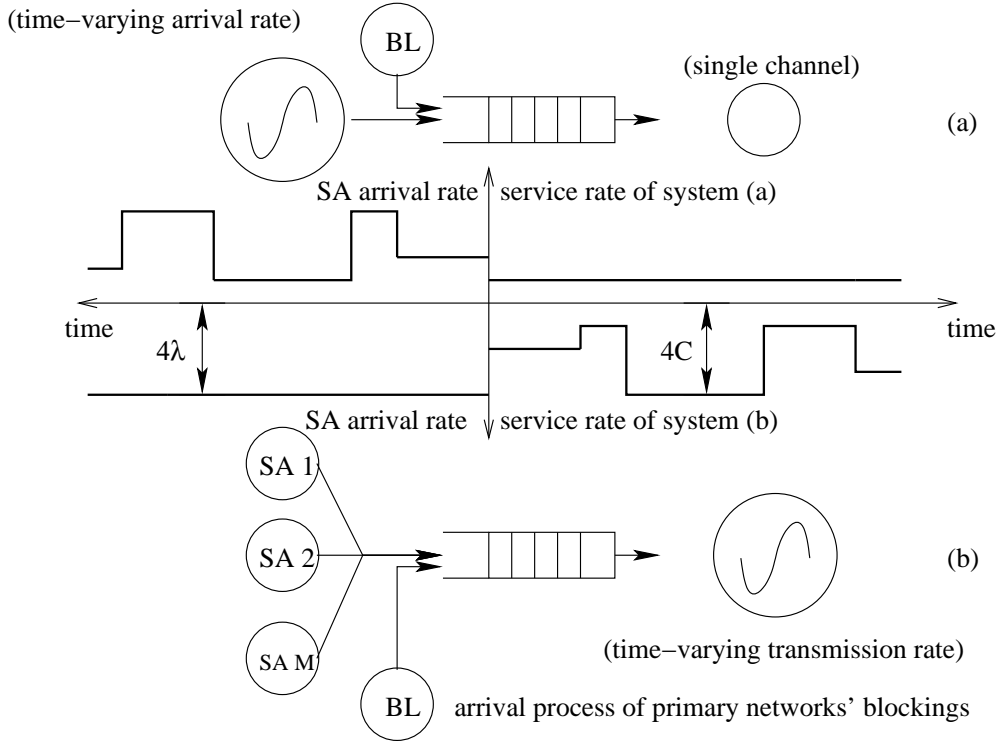 (time−varying arrival rate)
BL
(single channel)
(a)
SA arrival rate
service rate of system (a)
time
time
4λ
4C
SA arrival rate
service rate of system (b)
SA 1
SA 2
(b)
SA M
(time−varying transmission rate)
BL
arrival process of primary networks' blockings